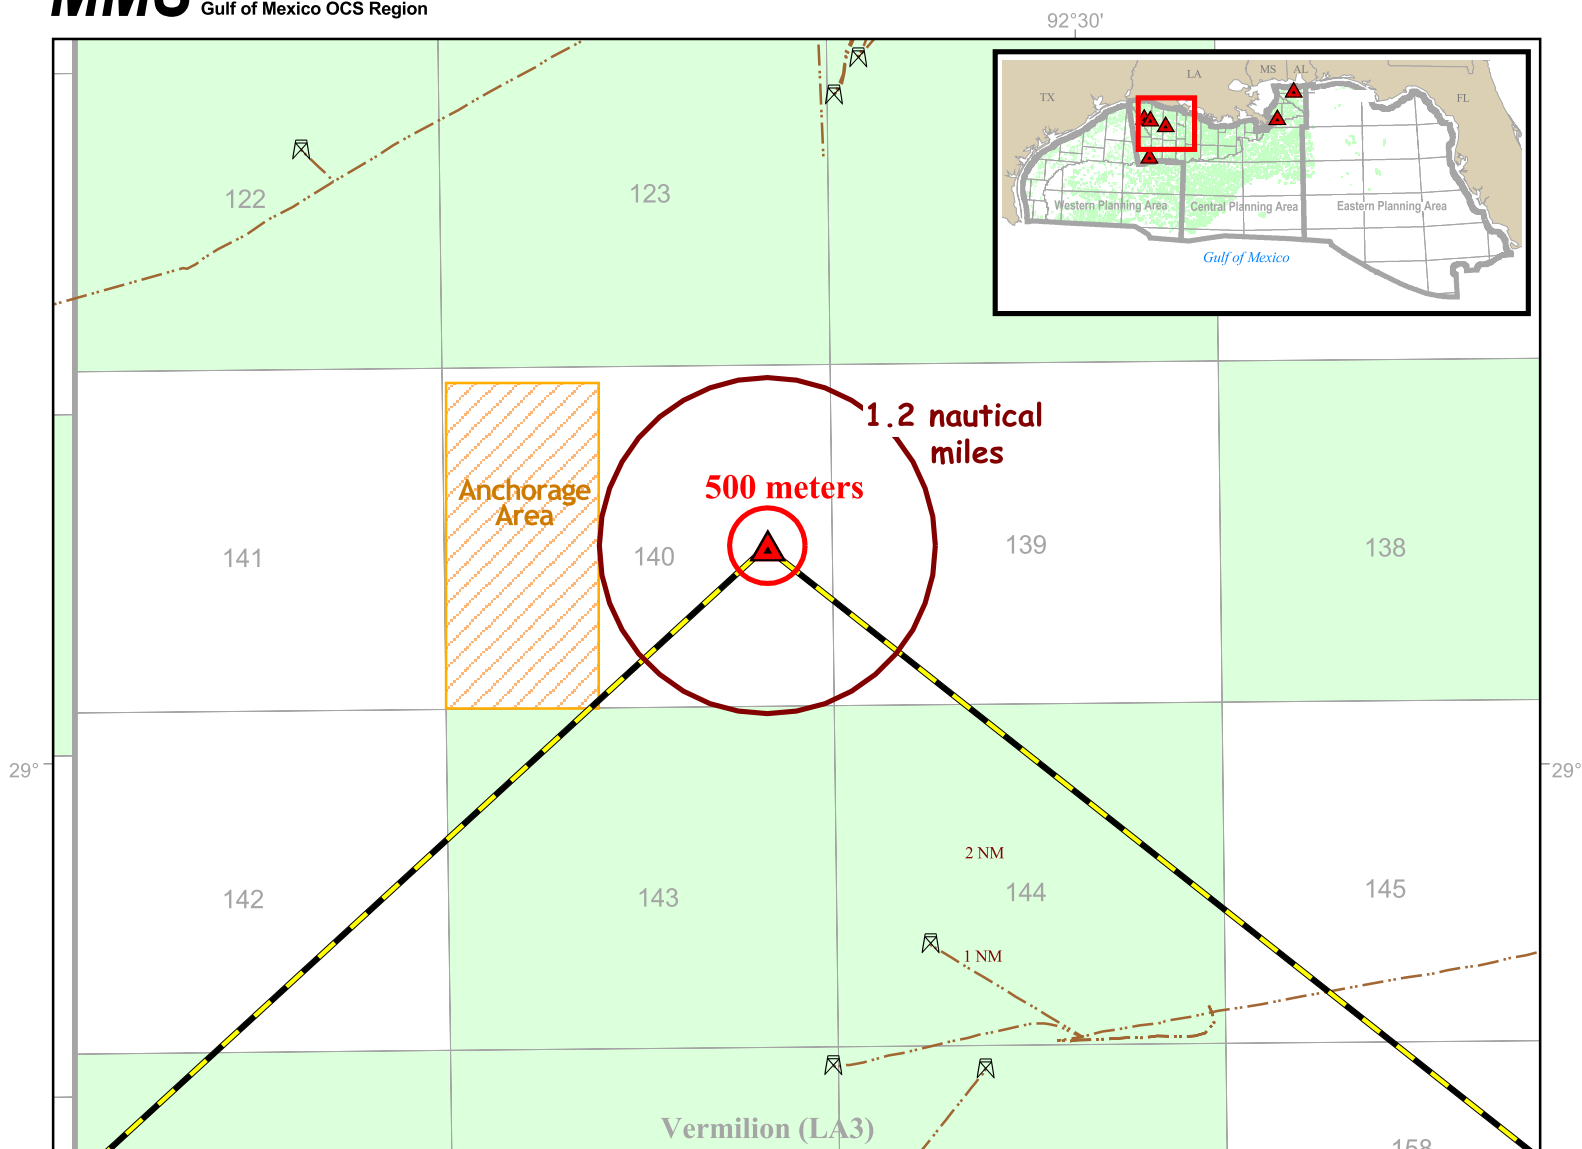 MMS Gulf of Mexico OCS Region
92°30'
TX
LA
MS
AL
FL
Western Planning Area
Central Planning Area
Eastern Planning Area
Gulf of Mexico
122
123
1.2 nautical
miles
500 meters
Anchorage
Area
141
140
139
138
29°
29°
2 NM
142
143
144
145
1 NM
Vermilion (LA3)
158